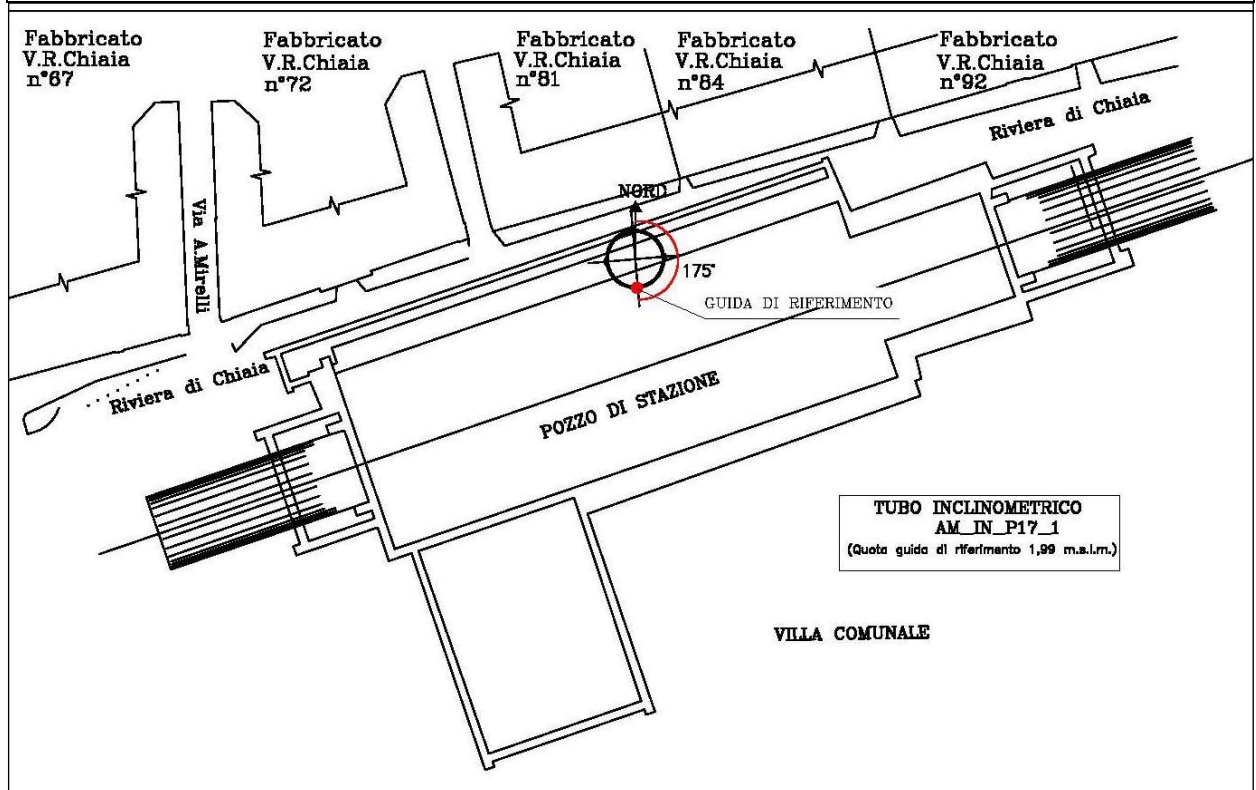 Fabbricato
V.R.Chiaia
n°67
Fabbricato
V.R.Chiaia
n°72
Fabbricato
V.R.Chiaia
n°81
Fabbricato
V.R.Chiaia
n°84
Fabbricato
V.R.Chiaia
n°92
Riviera di Chiaia
Via A.Mirelli
NORD
175°
GUIDA DI RIFERIMENTO
Riviera di Chiaia
POZZO DI STAZIONE
TUBO INCLINOMETRICO
AM_IN_P17_1
(Quota guida di riferimento 1,99 m.s.l.m.)
VILLA COMUNALE